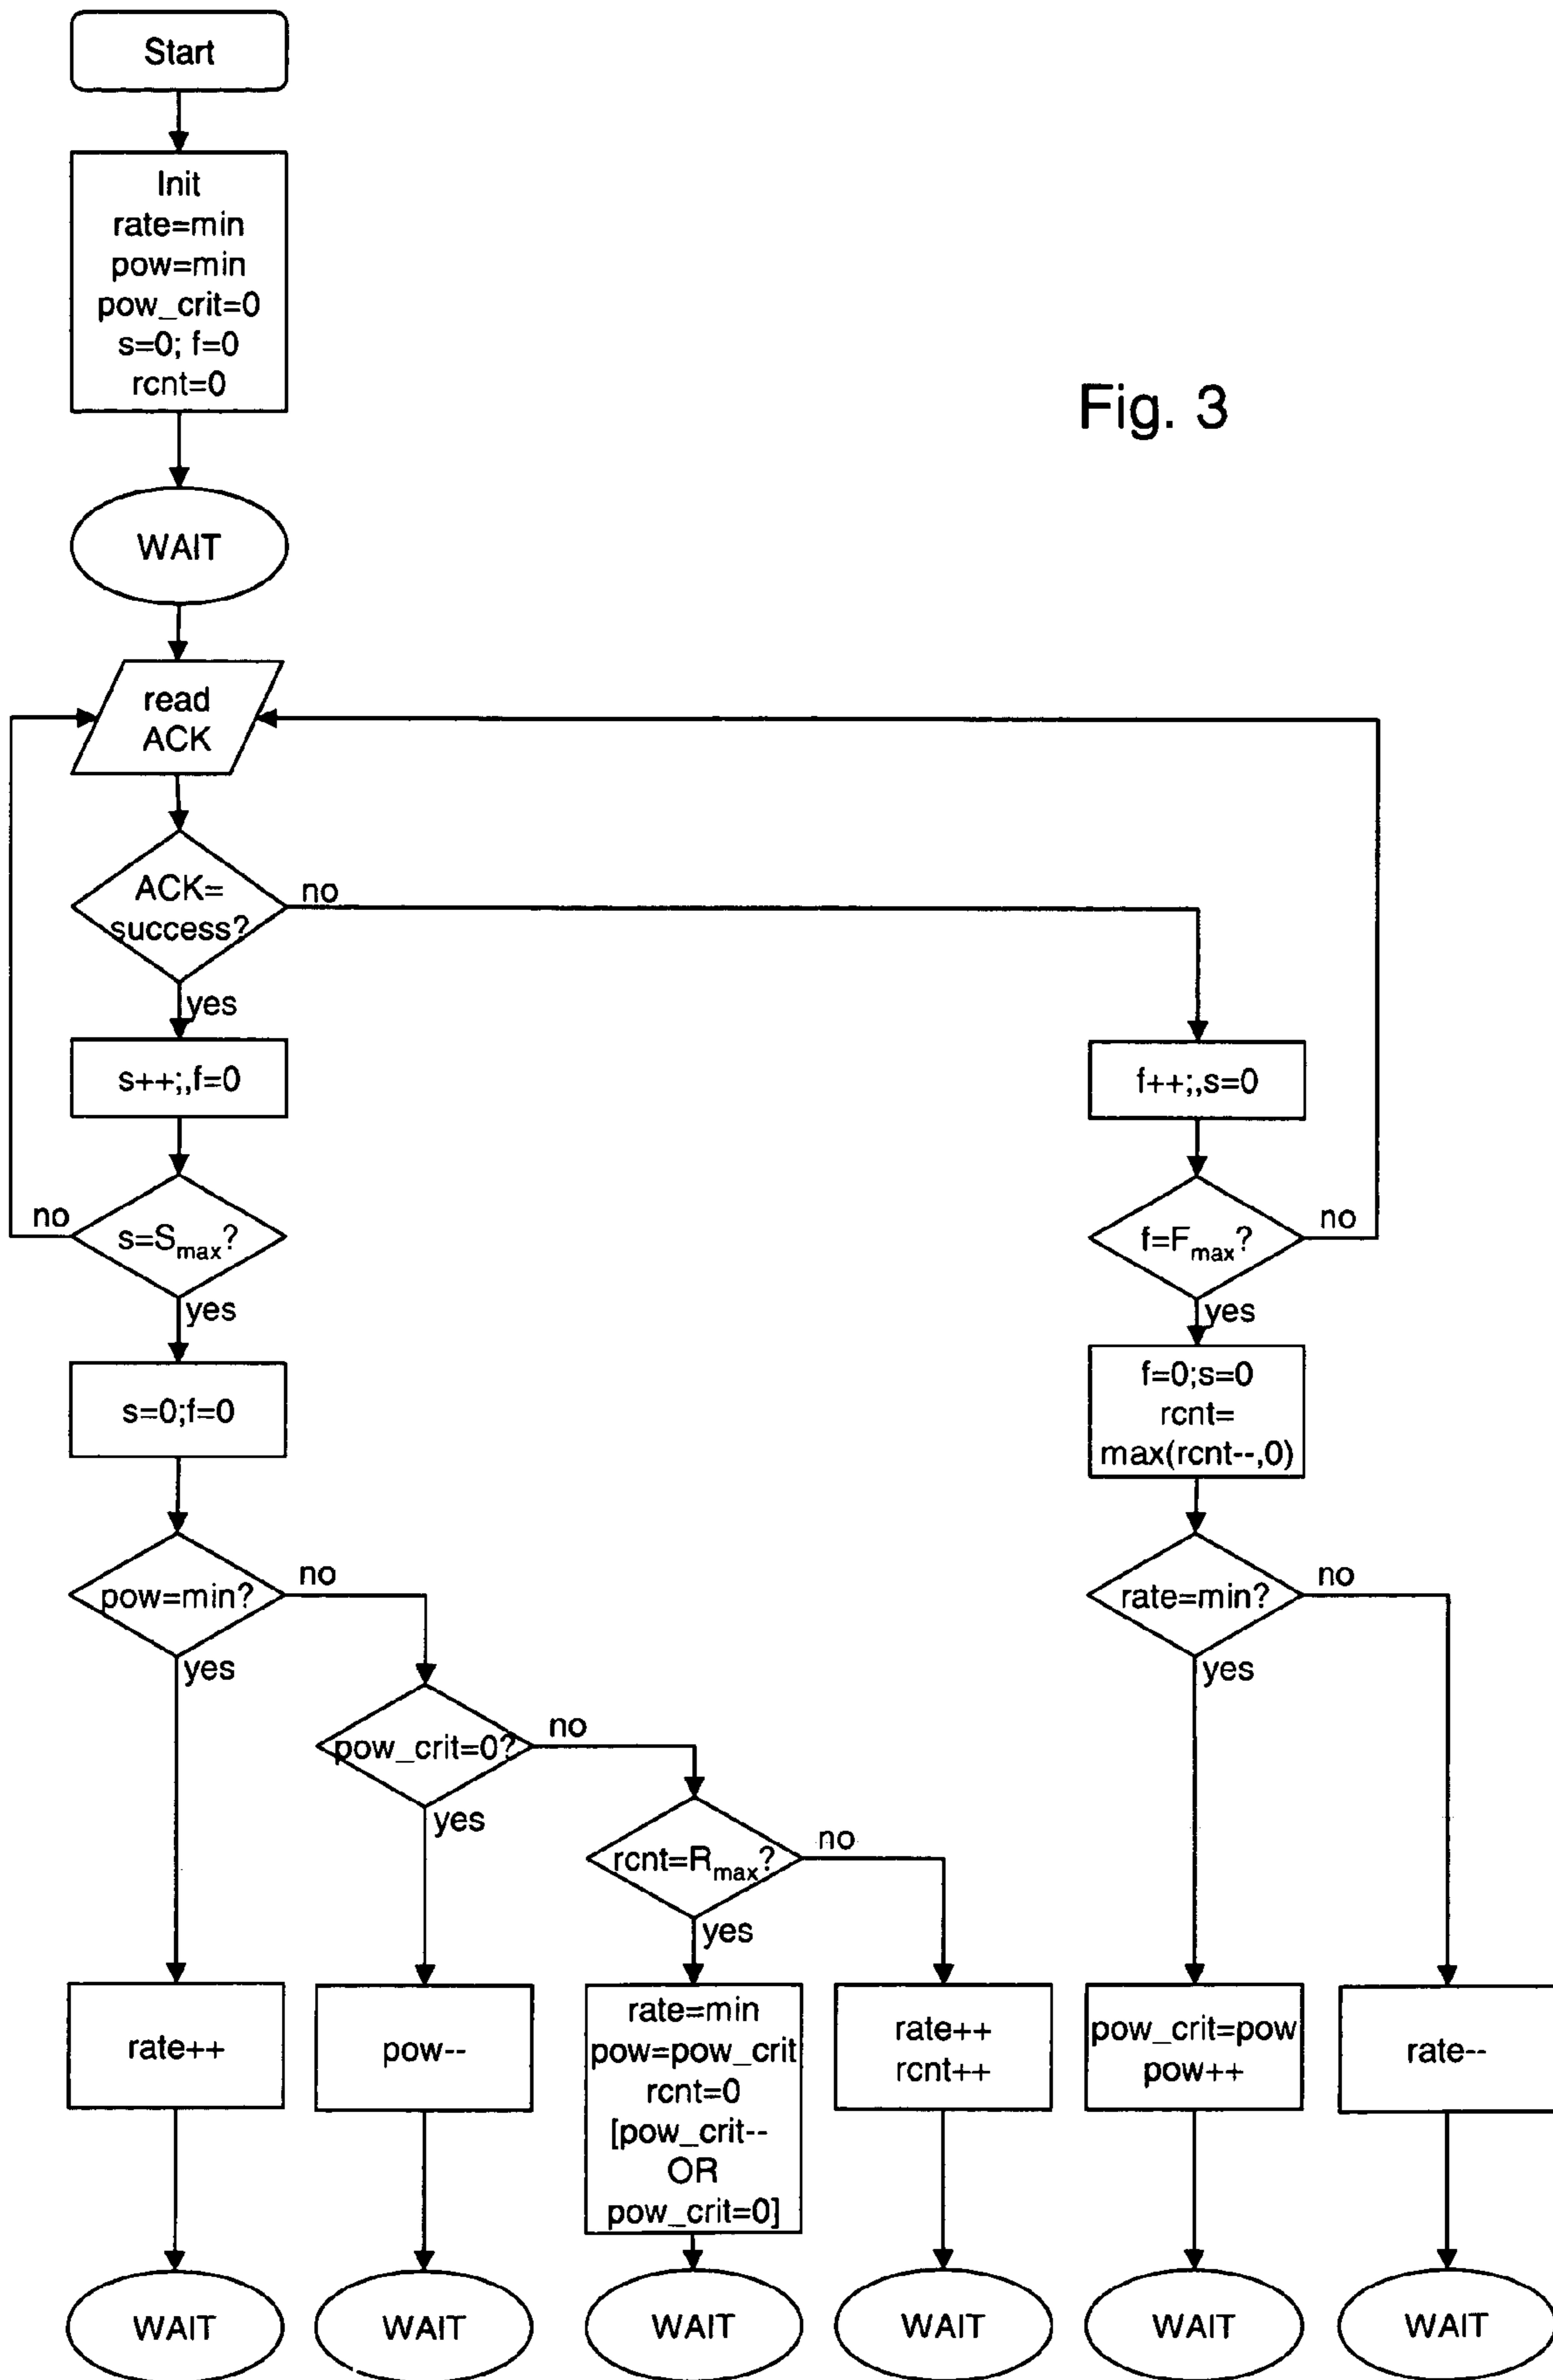 Start
Init
rate=min
pow=min
pow_crit=0
s=0; f=0
rcnt=0
Fig. 3
WAIT
read
ACK
ACK=
success?
no
yes
s++;,f=0
f++;,s=0
no
s=Smax?
yes
f=Fmax?
no
yes
s=0;f=0
f=0;s=0
rcnt=
max(rcnt--,0)
pow=min?
no
yes
rate=min?
no
yes
pow_crit=0?
no
yes
rcnt=Rmax?
no
yes
rate++
pow--
rate=min
pow=pow_crit
rcnt=0
[pow_crit--
OR
pow_crit=0]
rate++
rcnt++
pow_crit=pow
pow++
rate--
WAIT
WAIT
WAIT
WAIT
WAIT
WAIT